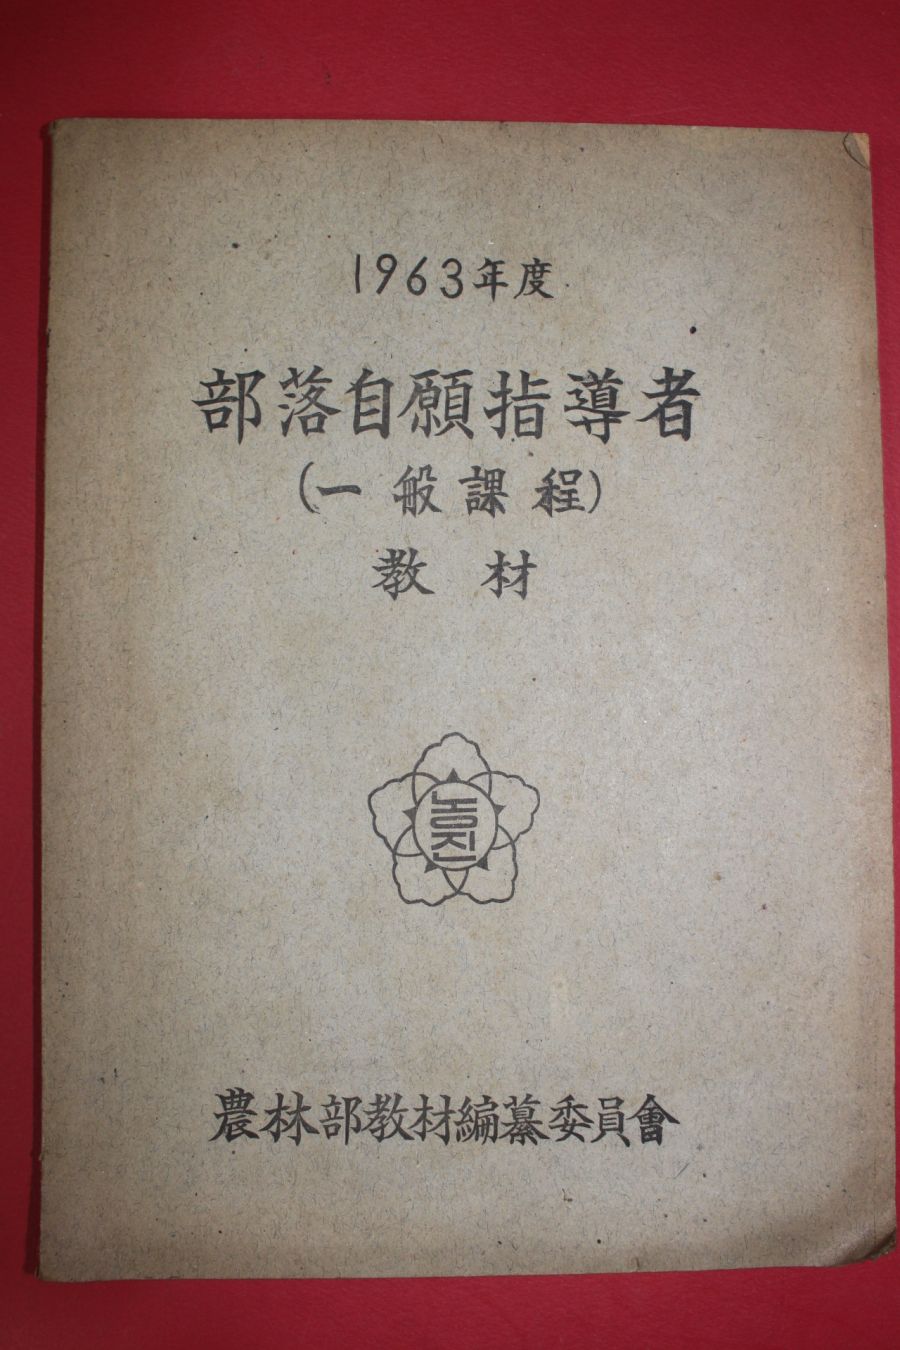 1963年度
部落自願指導者
(一般課程)
教材
농진
農林部教材編纂委員會